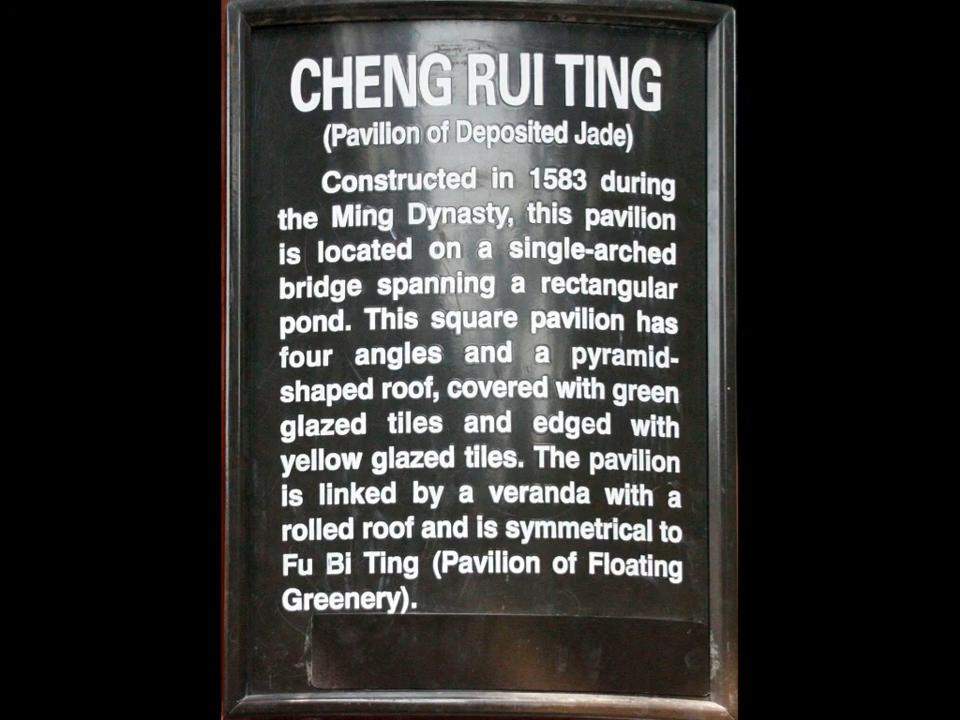 CHENG RUI TING
(Pavilion of Deposited Jade)
Constructed in 1583 during
the Ming Dynasty, this pavilion
is located on a single-arched
bridge spanning a rectangular
pond. This square pavilion has
four angles and a pyramid-
shaped roof, covered with green
glazed tiles and edged with
yellow glazed tiles. The pavilion
is linked by a veranda with a
rolled roof and is symmetrical to
Fu Bi Ting (Pavilion of Floating
Greenery).